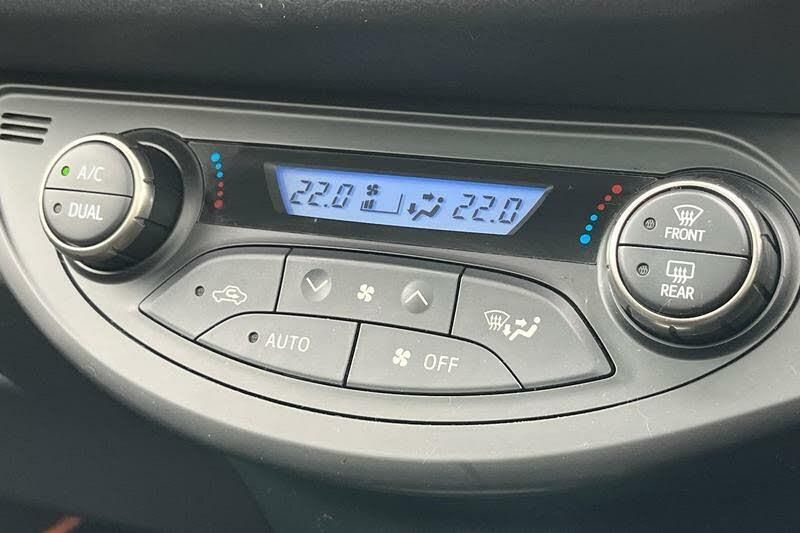 A/C
DUAL
22.0
22.0
FRONT
REAR
AUTO
OFF